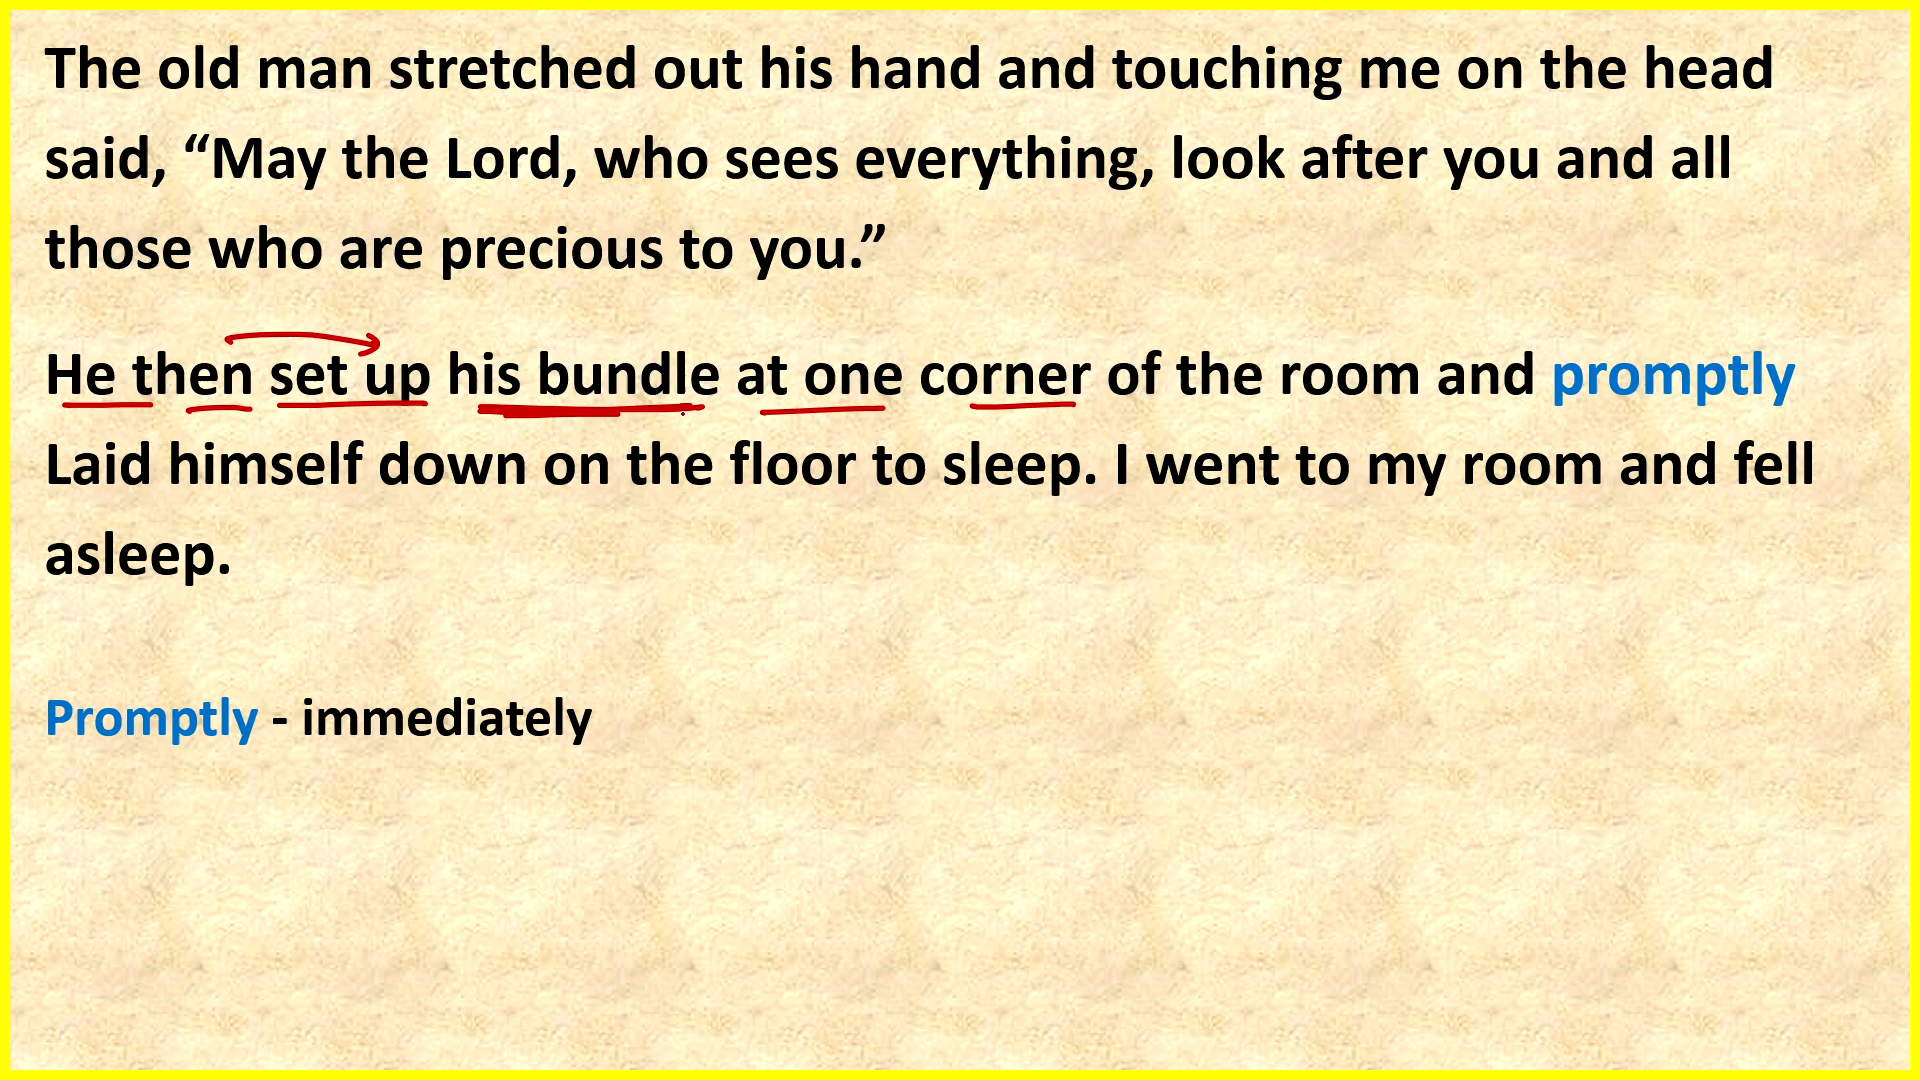 The old man stretched out his hand and touching me on the head
said, “May the Lord, who sees everything, look after you and all
those who are precious to you.”
He then set up his bundle at one corner of the room and promptly
Laid himself down on the floor to sleep. I went to my room and fell
asleep.
Promptly - immediately